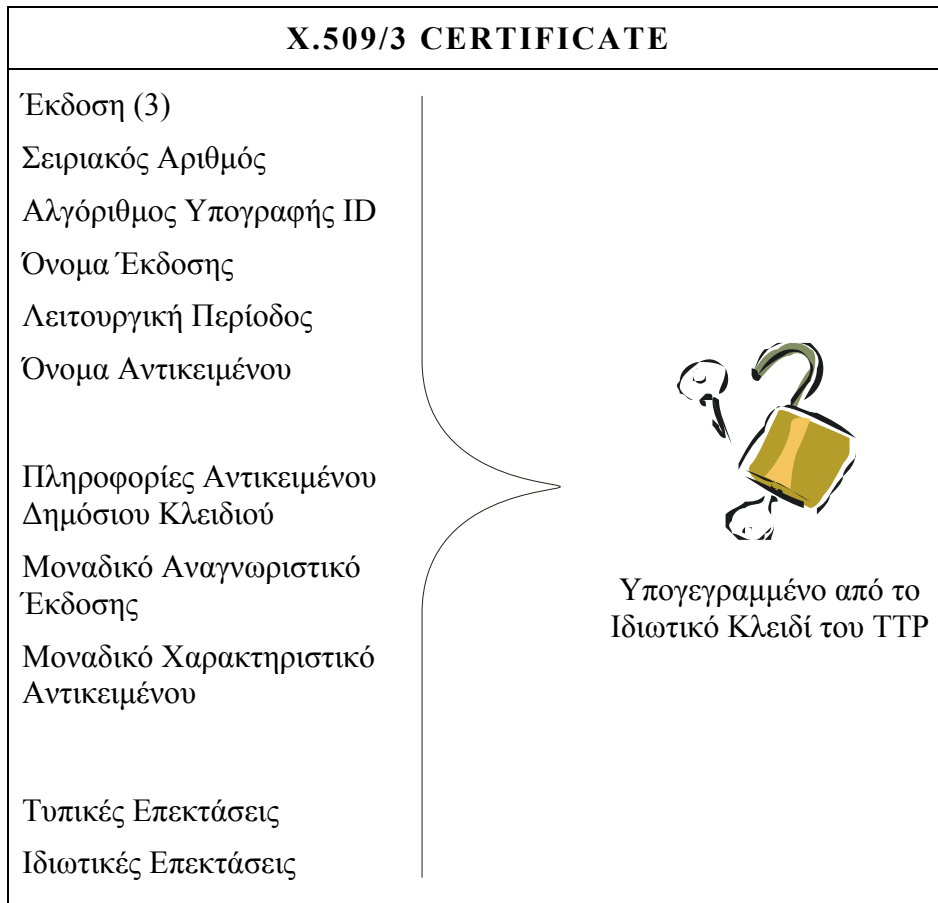 X.509/3 CERTIFICATE
Έκδοση (3)
Σειριακός Αριθμός
Αλγόριθμος Υπογραφής ID
Όνομα Έκδοσης
Λειτουργική Περίοδος
Όνομα Αντικειμένου
Πληροφορίες Αντικειμένου
Δημόσιου Κλειδιού
Μοναδικό Αναγνωριστικό
Έκδοσης
Μοναδικό Χαρακτηριστικό
Αντικειμένου
Τυπικές Επεκτάσεις
Ιδιωτικές Επεκτάσεις
Υπογεγραμμένο από το
Ιδιωτικό Κλειδί του TTP